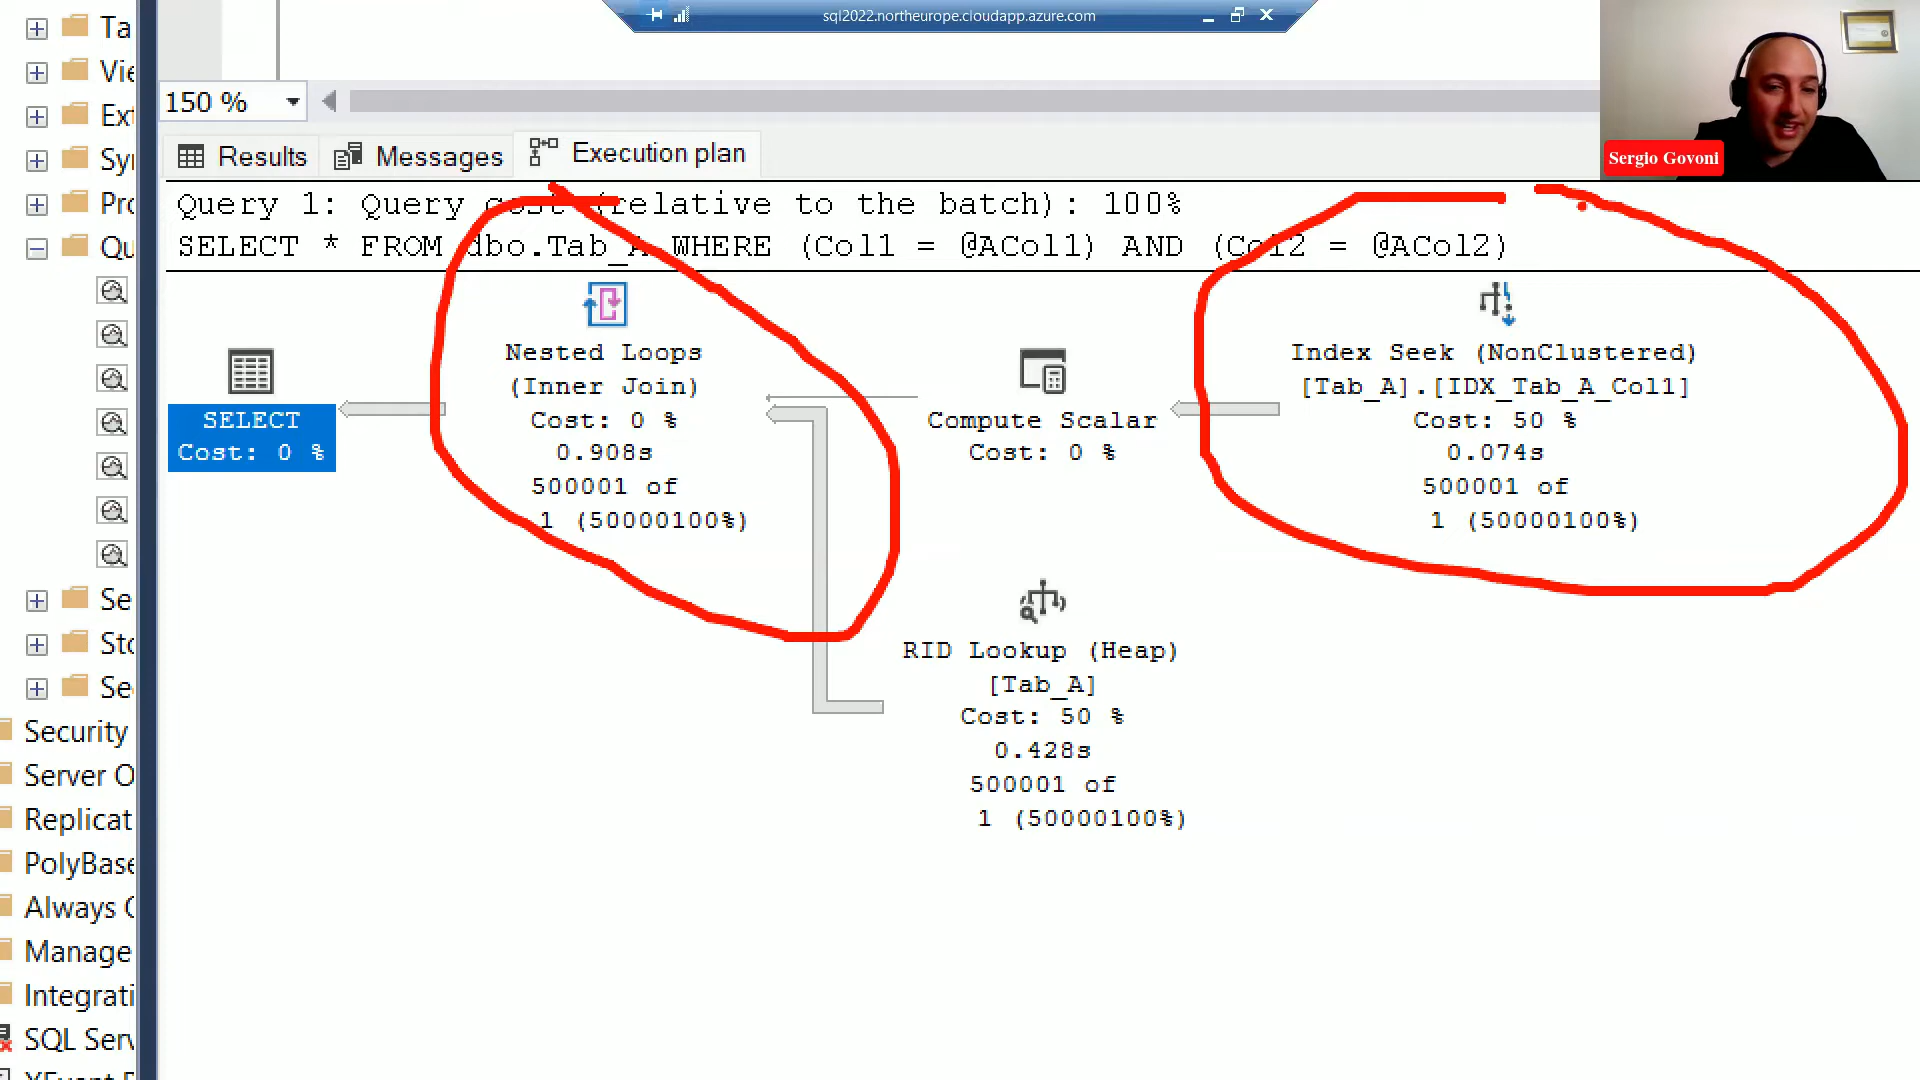 sql2022.northeurope.cloudapp.azure.com
Sergio Govoni
Ta
Vie
Ext
Syn
Pro
Qu
Se
Sto
Se
Security
Server O
Replicat
PolyBase
Always
Manage
Integrati
SQL Serv
150 %
Results
Messages
Execution plan
Query 1: Query cost (relative to the batch): 100%
SELECT * FROM dbo.Tab_A WHERE (Col1 = @ACol1) AND (Col2 = @ACol2)
SELECT
Cost: 0 %
Nested Loops
(Inner Join)
Cost: 0 %
0.908s
500001 of
1 (50000100%)
Compute Scalar
Cost: 0 %
Index Seek (NonClustered)
[Tab_A].[IDX_Tab_A_Col1]
Cost: 50 %
0.074s
500001 of
1 (50000100%)
RID Lookup (Heap)
[Tab_A]
Cost: 50 %
0.428s
500001 of
1 (50000100%)